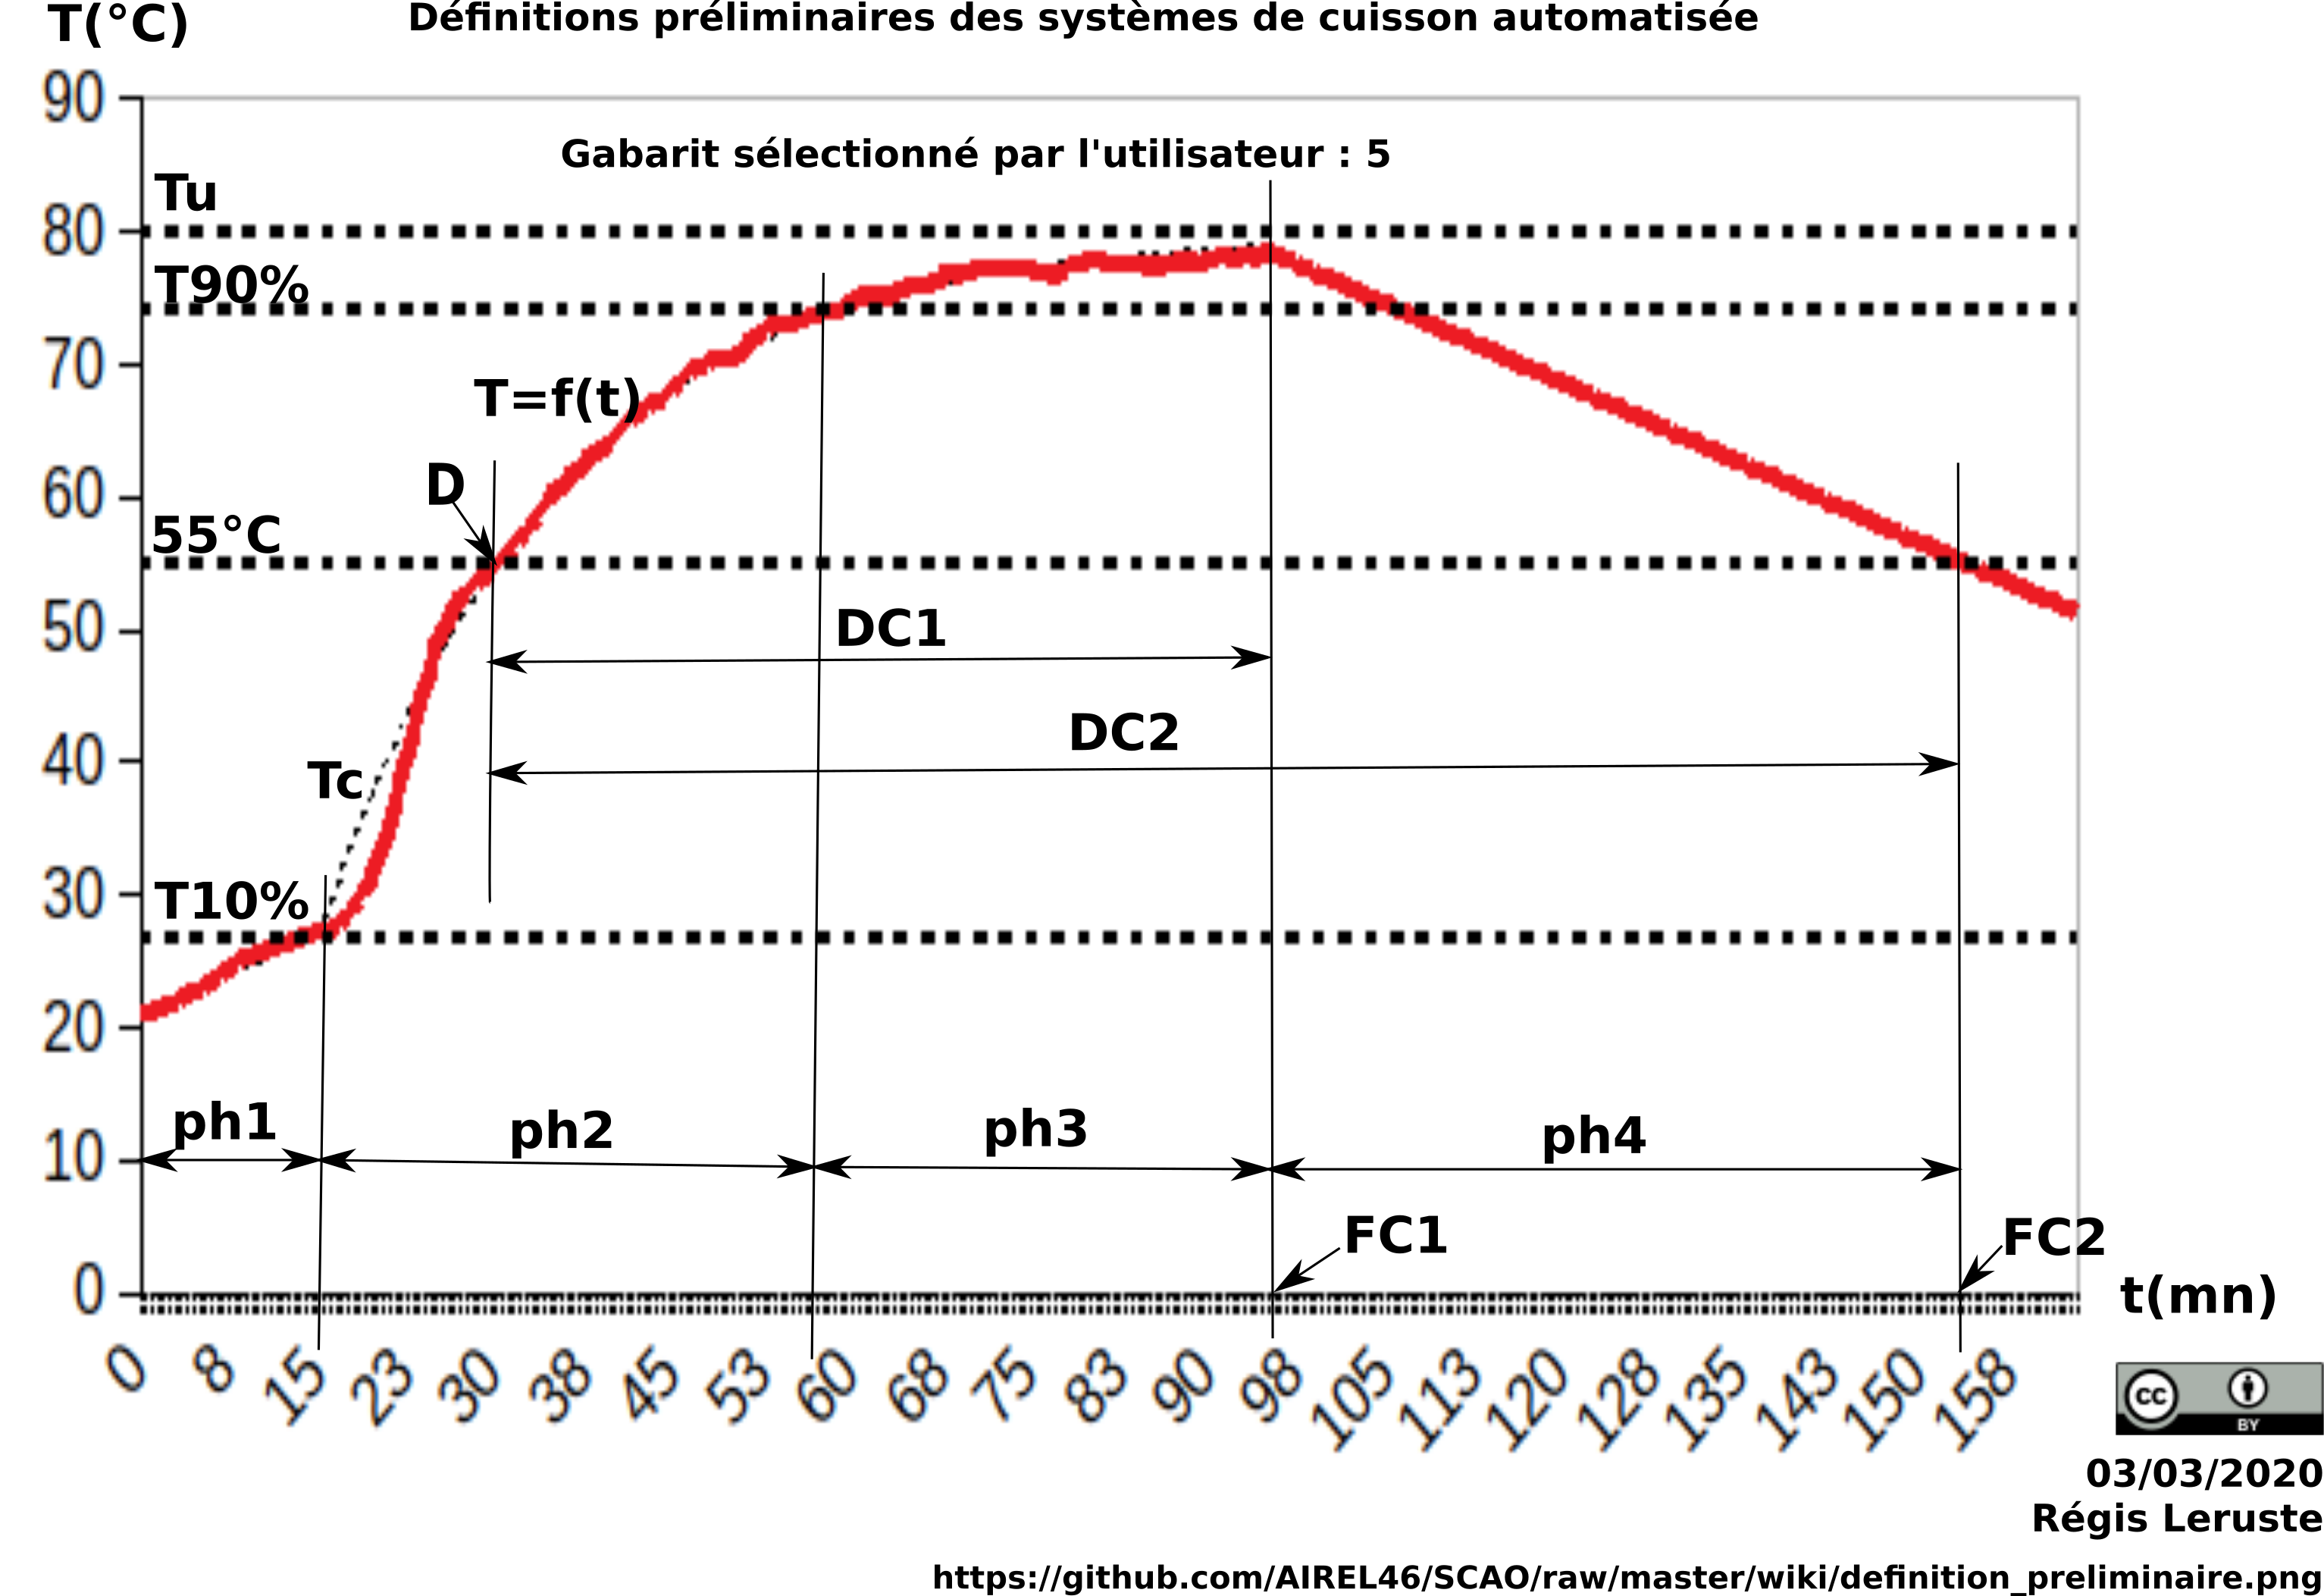 T(°C)
Définitions préliminaires des systèmes de cuisson automatisée
90
Gabarit sélectionné par l'utilisateur : 5
Tu
80
T90%
70
T=f(t)
D
60
55°C
50
DC1
DC2
40
Tc
30
T10%
20
ph1
ph2
ph3
ph4
10
FC1
FC2
0
t(mn)
0 8 15 23 30 38 45 53 60 68 75 83 90 98 105 113 120 128 135 143 150 158
cc
BY
03/03/2020
Régis Leruste
https://github.com/AIREL46/SCAO/raw/master/wiki/definition_preliminaire.png